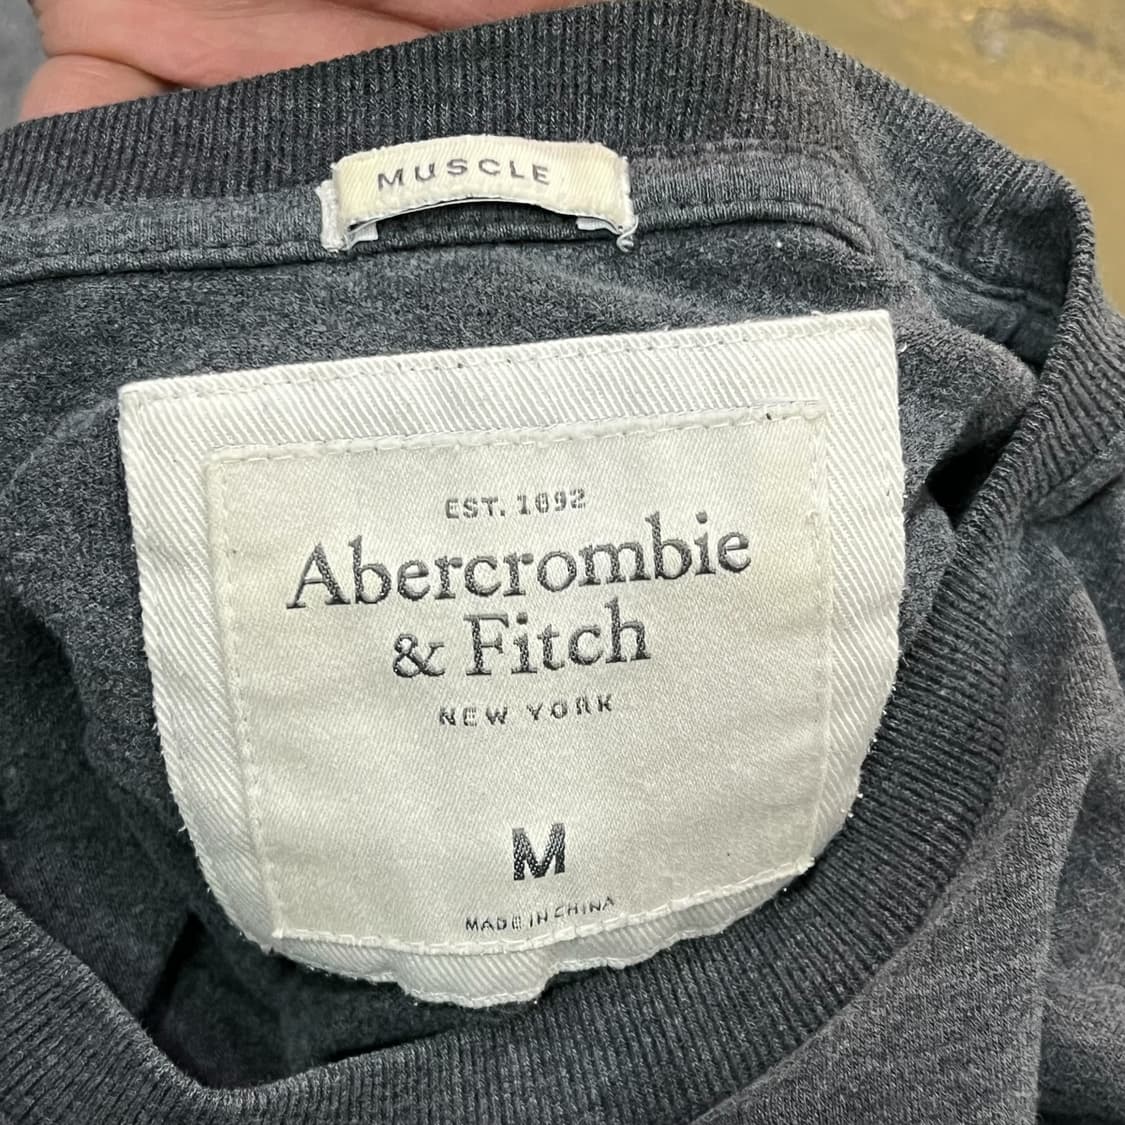 MUSCLE
EST. 1892
Abercrombie
& Fitch
NEW YORK
M
MADE IN CHINA